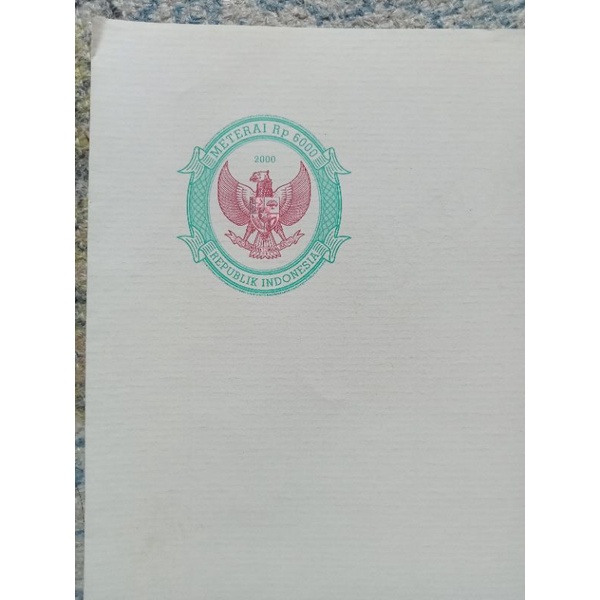 METERAI Rp 6000
2000
REPUBLIK INDONESIA